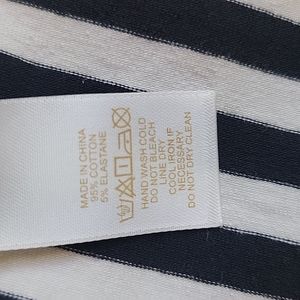 MADE IN CHINA
95% COTTON
5% ELASTANE
HAND WASH COLD
DO NOT BLEACH
LINE DRY
COOL IRON IF
NECESSARY
DO NOT DRY CLEAN